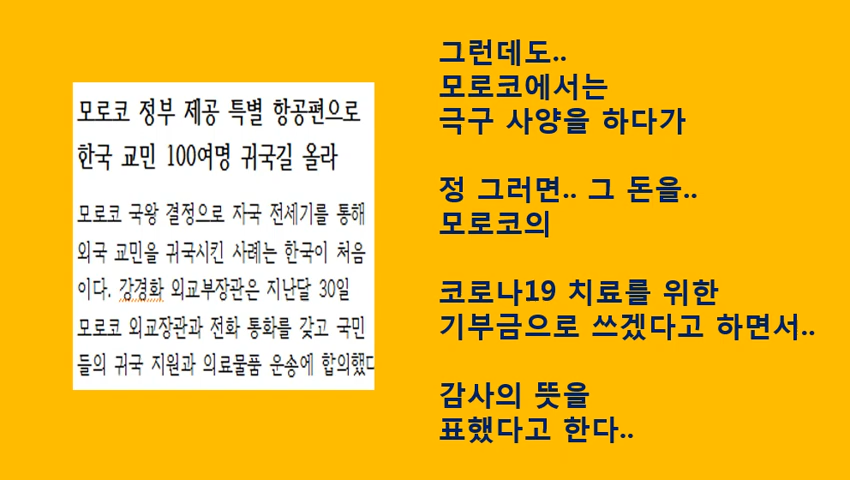 모로코 정부 제공 특별 항공편으로
한국 교민 100여명 귀국길 올라
모로코 국왕 결정으로 자국 전세기를 통해
외국 교민을 귀국시킨 사례는 한국이 처음
이다. 강경화 외교부장관은 지난달 30일
모로코 외교장관과 전화 통화를 갖고 국민
들의 귀국 지원과 의료물품 운송에 합의했다
그런데도..
모로코에서는
극구 사양을 하다가
정 그러면.. 그 돈을..
모로코의
코로나19 치료를 위한
기부금으로 쓰겠다고 하면서..
감사의 뜻을
표했다고 한다..